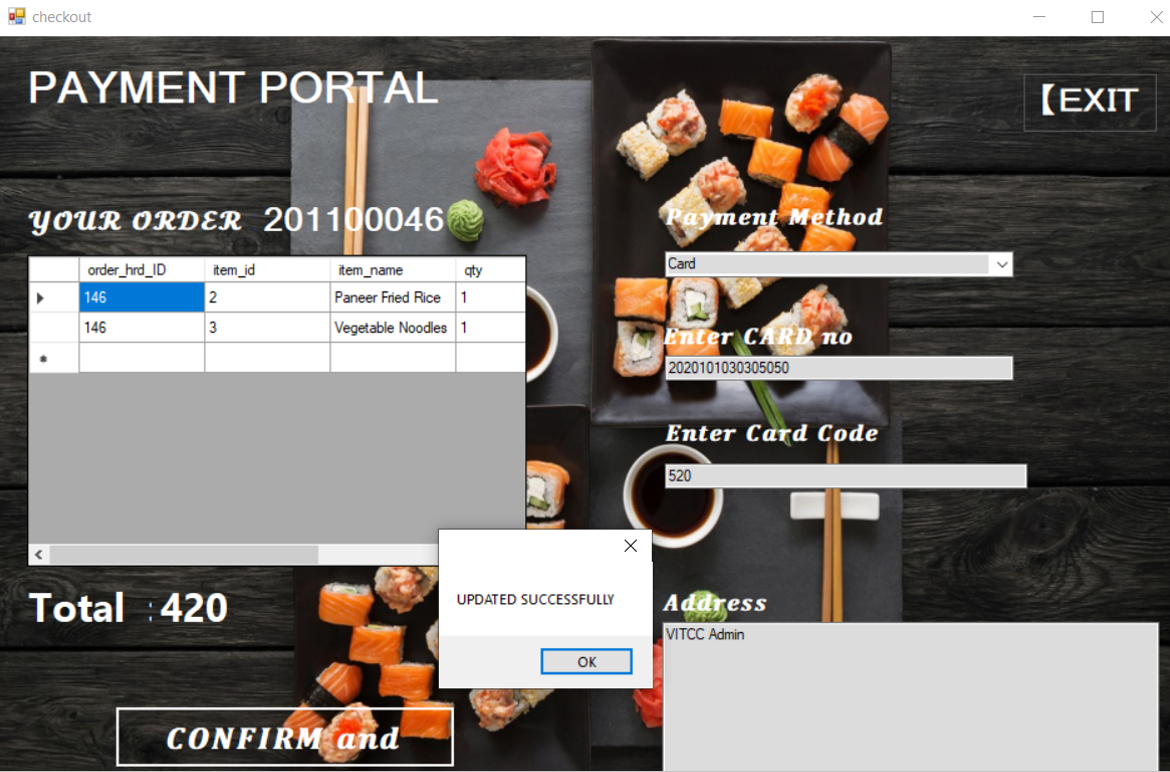 checkout
PAYMENT PORTAL
【EXIT
YOUR ORDER 201100046
order_hrd_ID item_id item_name qty
146 2 Paneer Fried Rice 1
146 3 Vegetable Noodles 1
Payment Method
Card
Enter CARD no
2020101030305050
Enter Card Code
520
UPDATED SUCCESSFULLY
OK
Total : 420
Address
VITCC Admin
CONFIRM and